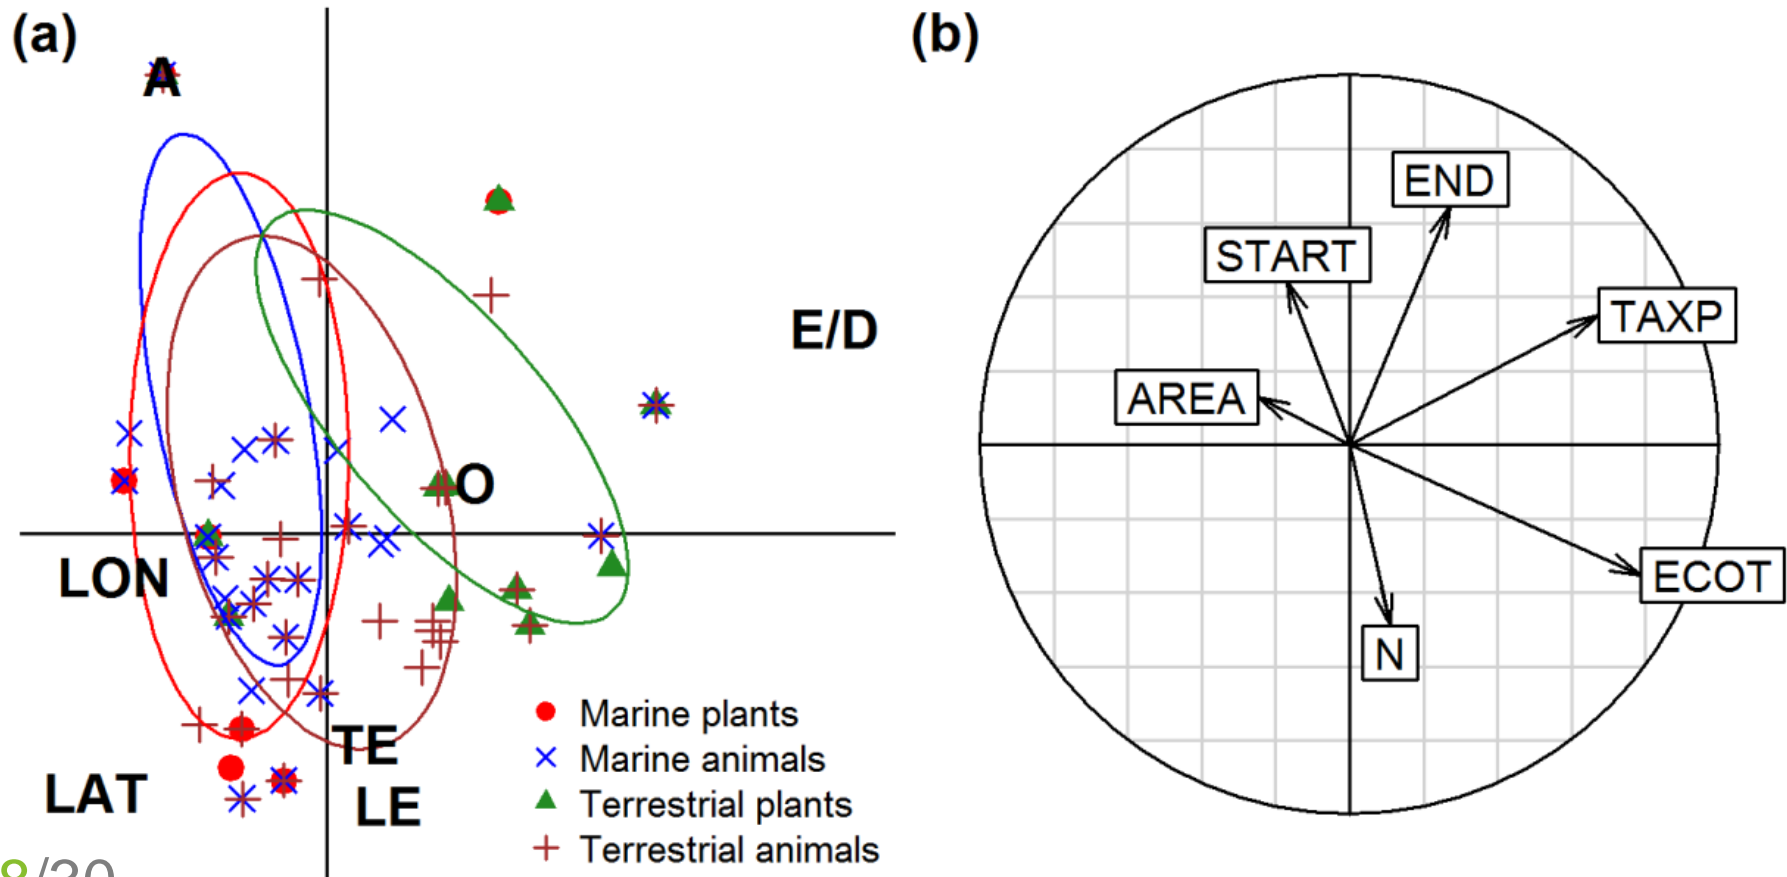 (a)
A
E/D
O
LON
TE
LAT
LE
Marine plants
Marine animals
Terrestrial plants
Terrestrial animals
(b)
END
START
TAXP
AREA
ECOT
N